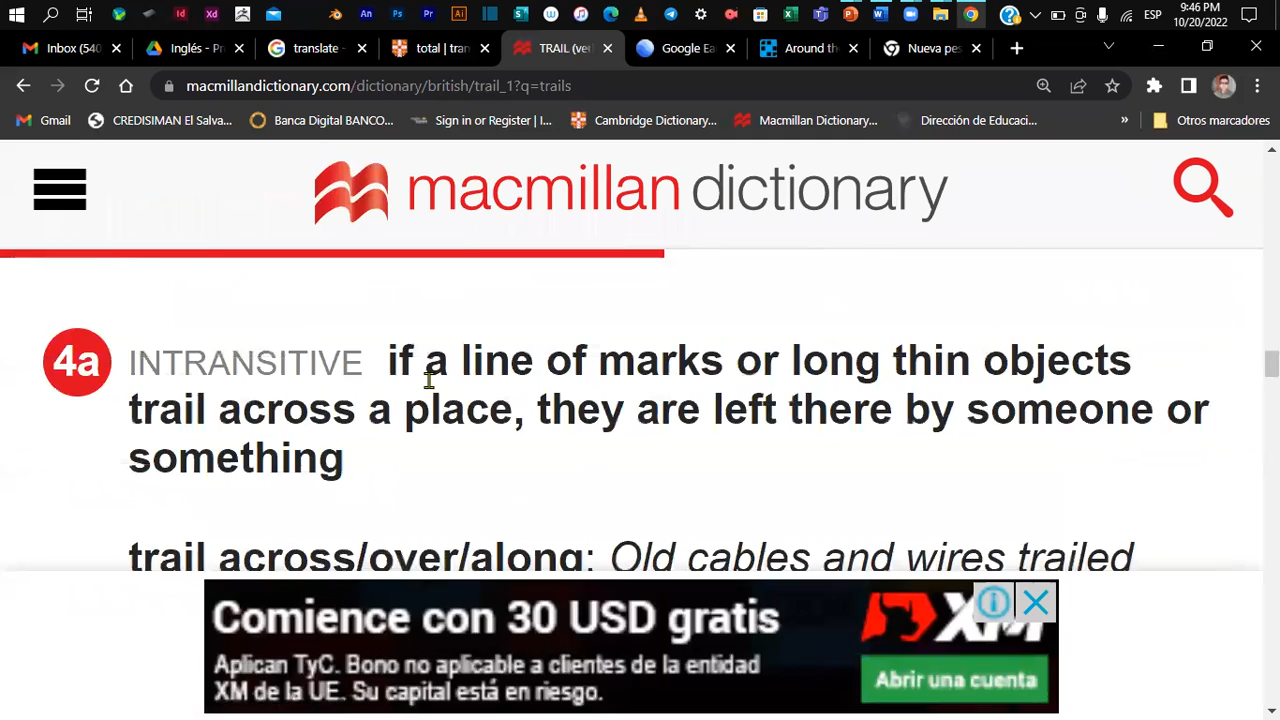 9:46 PM
ESP
10/20/2022
Inbox (540
Inglés - Pr
translate -
total | tran
TRAIL (ver
Google Ea
Around th
Nueva pes
macmillandictionary.com/dictionary/british/trail_1?q=trails
Gmail
CREDISIMAN El Salva...
Banca Digital BANCO...
Sign in or Register | I...
Cambridge Dictionary...
Macmillan Dictionary...
Dirección de Educaci...
»
Otros marcadores
macmillan dictionary
4a INTRANSITIVE if a line of marks or long thin objects
trail across a place, they are left there by someone or
something
trail across/over/along: Old cables and wires trailed
Comience con 30 USD gratis
Aplican TyC. Bono no aplicable a clientes de la entidad
XM de la UE. Su capital está en riesgo.
XM
Abrir una cuenta